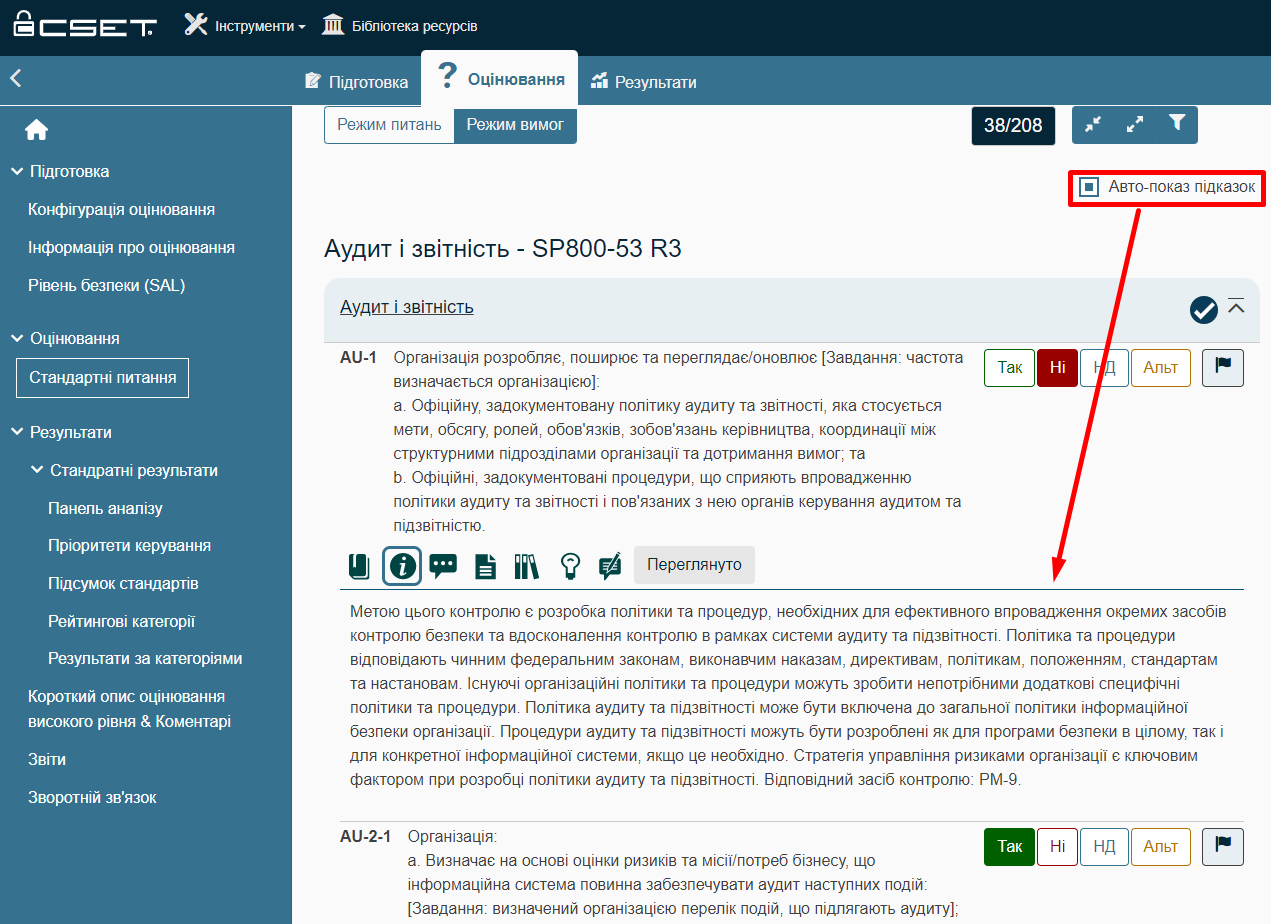 CSET
Інструменти
Бібліотека ресурсів
Підготовка
? Оцінювання
Результати
Режим питань
Режим вимог
38/208
Авто-показ підказок
Підготовка
Конфігурація оцінювання
Інформація про оцінювання
Рівень безпеки (SAL)
Оцінювання
Стандартні питання
Результати
Стандратні результати
Панель аналізу
Пріоритети керування
Підсумок стандартів
Рейтингові категорії
Результати за категоріями
Короткий опис оцінювання
високого рівня & Коментарі
Звіти
Зворотній зв'язок
Аудит і звітність - SP800-53 R3
Аудит і звітність
AU-1 Організація розробляє, поширює та переглядає/оновлює [Завдання: частота
визначається організацією]:
a. Офіційну, задокументовану політику аудиту та звітності, яка стосується
мети, обсягу, ролей, обов'язків, зобов'язань керівництва, координації між
структурними підрозділами організації та дотримання вимог; та
b. Офіційні, задокументовані процедури, що сприяють впровадженню
політики аудиту та звітності і пов'язаних з нею органів керування аудитом та
підзвітністю.
Так Ні НД Альт
Переглянуто
Метою цього контролю є розробка політики та процедур, необхідних для ефективного впровадження окремих засобів
контролю безпеки та вдосконалення контролю в рамках системи аудиту та підзвітності. Політика та процедури
відповідають чинним федеральним законам, виконавчим наказам, директивам, політикам, положенням, стандартам
та настановам. Існуючі організаційні політики та процедури можуть зробити непотрібними додаткові специфічні
політики та процедури. Політика аудиту та підзвітності може бути включена до загальної політики інформаційної
безпеки організації. Процедури аудиту та підзвітності можуть бути розроблені як для програми безпеки в цілому, так і
для конкретної інформаційної системи, якщо це необхідно. Стратегія управління ризиками організації є ключовим
фактором при розробці політики аудиту та підзвітності. Відповідний засіб контролю: PM-9.
AU-2-1 Організація:
a. Визначає на основі оцінки ризиків та місії/потреб бізнесу, що
інформаційна система повинна забезпечувати аудит наступних подій:
[Завдання: визначений організацією перелік подій, що підлягають аудиту];
Так Ні НД Альт